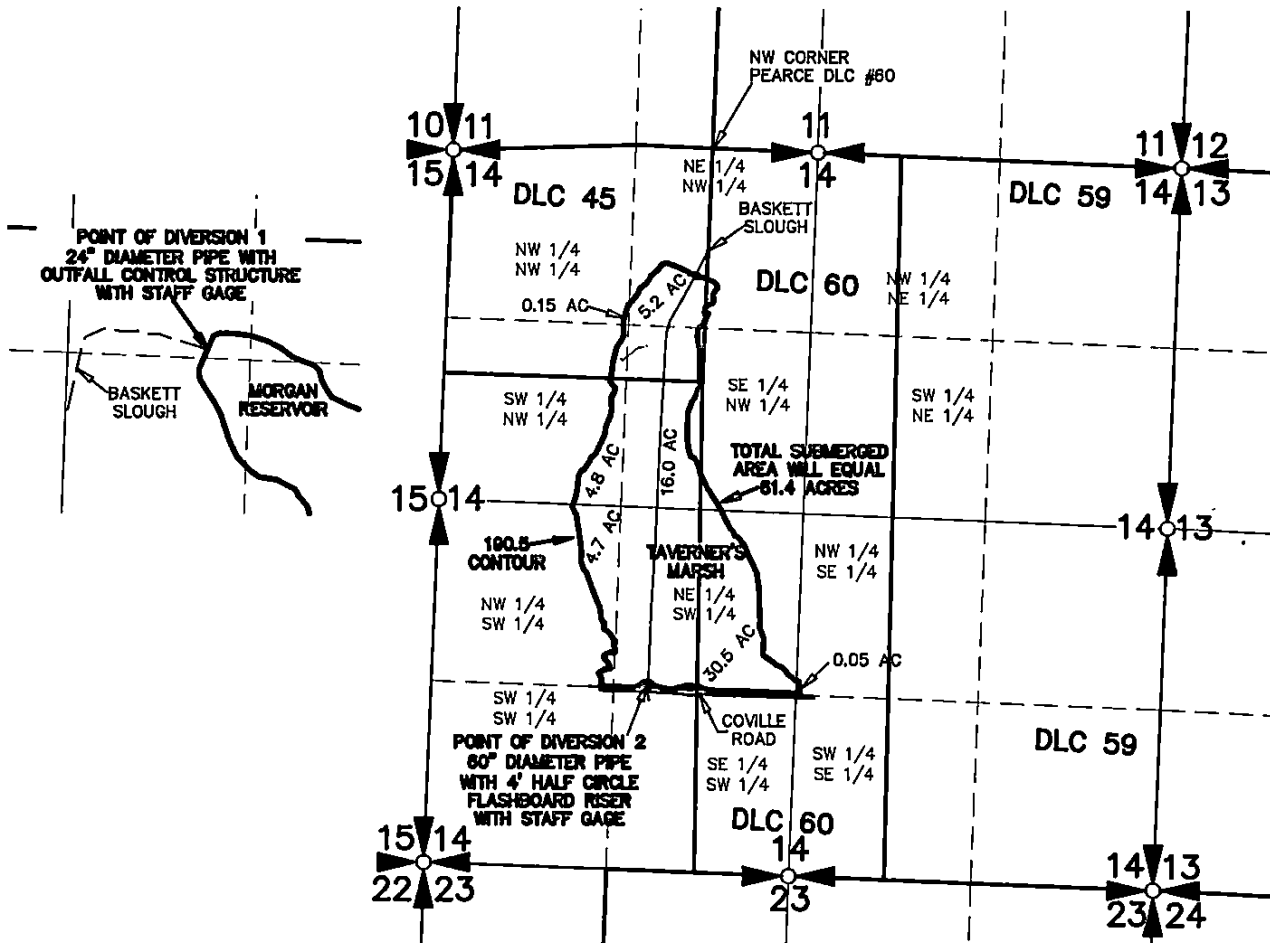 NW CORNER
PEARCE DLC #60
10 11
15 14
11
14
11 12
14 13
NE 1/4
NW 1/4
DLC 45
DLC 59
BASKETT
SLOUGH
POINT OF DIVERSION 1
24" DIAMETER PIPE WITH
OUTFALL CONTROL STRUCTURE
WITH STAFF GAGE
NW 1/4
NW 1/4
DLC 60
NW 1/4
NE 1/4
5.2 AC
0.15 AC
BASKETT
SLOUGH
MORGAN
RESERVOIR
SW 1/4
NW 1/4
SE 1/4
NW 1/4
SW 1/4
NE 1/4
4.8 AC
16.0 AC
TOTAL SUBMERGED
AREA WILL EQUAL
61.4 ACRES
15 14
14 13
190.5
CONTOUR
4.7 AC
TAVERNER'S
MARSH
NW 1/4
SE 1/4
NE 1/4
SW 1/4
NW 1/4
SW 1/4
30.5 AC
0.05 AC
SW 1/4
SW 1/4
COVILLE
ROAD
DLC 59
POINT OF DIVERSION 2
60" DIAMETER PIPE
WITH 4' HALF CIRCLE
FLASHBOARD RISER
WITH STAFF GAGE
SE 1/4
SW 1/4
SW 1/4
SE 1/4
DLC 60
15 14
22 23
14
23
14 13
23 24